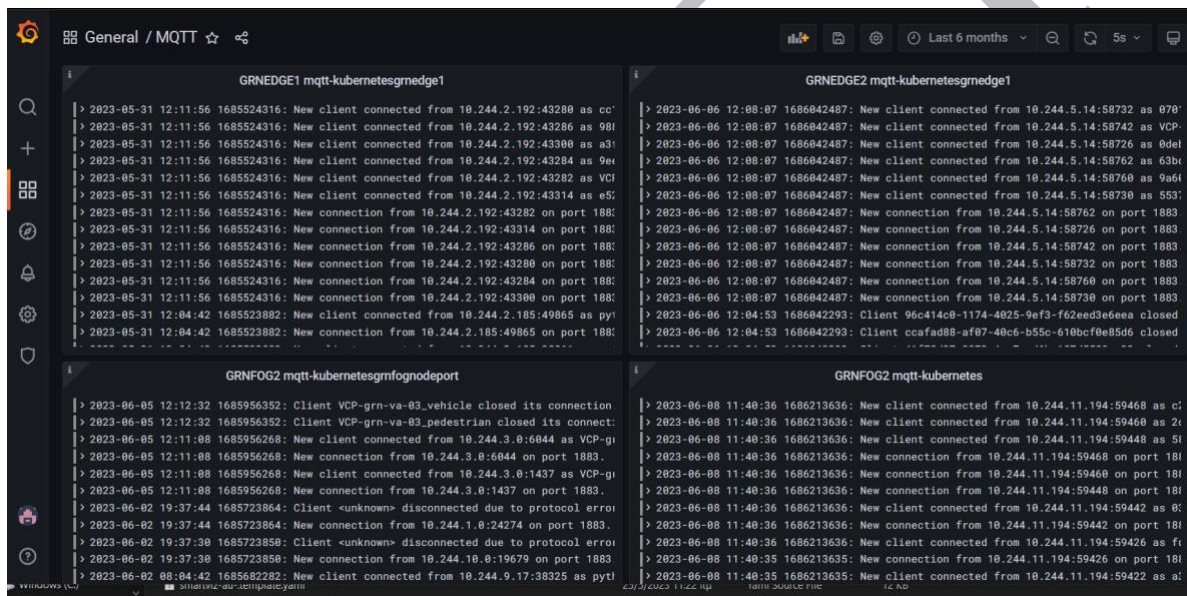 General / MQTT
Last 6 months
5s
GRNEDGE1 mqtt-kubernetesgrnedge1
> 2023-05-31 12:11:56 1685524316: New client connected from 10.244.2.192:43280 as
> 2023-05-31 12:11:56 1685524316: New client connected from 10.244.2.192:43286 as
> 2023-05-31 12:11:56 1685524316: New client connected from 10.244.2.192:43300 as
> 2023-05-31 12:11:56 1685524316: New client connected from 10.244.2.192:43284 as
> 2023-05-31 12:11:56 1685524316: New client connected from 10.244.2.192:43282 as
> 2023-05-31 12:11:56 1685524316: New client connected from 10.244.2.192:43314 as
> 2023-05-31 12:11:56 1685524316: New connection from 10.244.2.192:43282 on port
> 2023-05-31 12:11:56 1685524316: New connection from 10.244.2.192:43314 on port
> 2023-05-31 12:11:56 1685524316: New connection from 10.244.2.192:43286 on port
> 2023-05-31 12:11:56 1685524316: New connection from 10.244.2.192:43280 on port
> 2023-05-31 12:11:56 1685524316: New connection from 10.244.2.192:43284 on port
> 2023-05-31 12:11:56 1685524316: New connection from 10.244.2.192:43300 on port
> 2023-05-31 12:04:42 1685523882: New client connected from 10.244.2.185:49865 as
> 2023-05-31 12:04:42 1685523882: New connection from 10.244.2.185:49865 on port
GRNEDGE2 mqtt-kubernetesgrnedge1
> 2023-06-06 12:08:07 1686042487: New client connected from 10.244.5.14:58732 as
> 2023-06-06 12:08:07 1686042487: New client connected from 10.244.5.14:58742 as VCP-
> 2023-06-06 12:08:07 1686042487: New client connected from 10.244.5.14:58726 as
> 2023-06-06 12:08:07 1686042487: New client connected from 10.244.5.14:58762 as
> 2023-06-06 12:08:07 1686042487: New client connected from 10.244.5.14:58760 as
> 2023-06-06 12:08:07 1686042487: New client connected from 10.244.5.14:58730 as
> 2023-06-06 12:08:07 1686042487: New connection from 10.244.5.14:58762 on port 1883.
> 2023-06-06 12:08:07 1686042487: New connection from 10.244.5.14:58726 on port 1883.
> 2023-06-06 12:08:07 1686042487: New connection from 10.244.5.14:58742 on port 1883.
> 2023-06-06 12:08:07 1686042487: New connection from 10.244.5.14:58732 on port 1883.
> 2023-06-06 12:08:07 1686042487: New connection from 10.244.5.14:58760 on port 1883.
> 2023-06-06 12:08:07 1686042487: New connection from 10.244.5.14:58730 on port 1883.
> 2023-06-06 12:04:53 1686042293: Client 96c414c0-1174-4025-9ef3-f62eed3e6eea closed
> 2023-06-06 12:04:53 1686042293: Client ccafad88-af07-40c6-b55c-610bcf0e85d6 closed
GRNFOG2 mqtt-kubernetesgrnfognodeport
> 2023-06-05 12:12:32 1685956352: Client VCP-grn-va-03_vehicle closed its connection
> 2023-06-05 12:12:32 1685956352: Client VCP-grn-va-03_pedestrian closed its
> 2023-06-05 12:11:08 1685956268: New client connected from 10.244.3.0:6044 as
> 2023-06-05 12:11:08 1685956268: New connection from 10.244.3.0:6044 on port 1883.
> 2023-06-05 12:11:08 1685956268: New client connected from 10.244.3.0:1437 as
> 2023-06-05 12:11:08 1685956268: New connection from 10.244.3.0:1437 on port 1883.
> 2023-06-02 19:37:44 1685723864: Client <unknown> disconnected due to protocol
> 2023-06-02 19:37:44 1685723864: New connection from 10.244.1.0:24274 on port 1883.
> 2023-06-02 19:37:30 1685723850: Client <unknown> disconnected due to protocol
> 2023-06-02 19:37:30 1685723850: New connection from 10.244.10.0:19679 on port 1883
> 2023-06-02 08:04:42 1685682282: New client connected from 10.244.9.17:38325 as
GRNFOG2 mqtt-kubernetes
> 2023-06-08 11:40:36 1686213636: New client connected from 10.244.11.194:59468 as
> 2023-06-08 11:40:36 1686213636: New client connected from 10.244.11.194:59460 as
> 2023-06-08 11:40:36 1686213636: New client connected from 10.244.11.194:59448 as
> 2023-06-08 11:40:36 1686213636: New connection from 10.244.11.194:59468 on port
> 2023-06-08 11:40:36 1686213636: New connection from 10.244.11.194:59460 on port
> 2023-06-08 11:40:36 1686213636: New connection from 10.244.11.194:59448 on port
> 2023-06-08 11:40:36 1686213636: New client connected from 10.244.11.194:59442 as
> 2023-06-08 11:40:36 1686213636: New connection from 10.244.11.194:59442 on port
> 2023-06-08 11:40:36 1686213636: New client connected from 10.244.11.194:59426 as
> 2023-06-08 11:40:35 1686213635: New connection from 10.244.11.194:59426 on port
> 2023-06-08 11:40:35 1686213635: New client connected from 10.244.11.194:59422 as